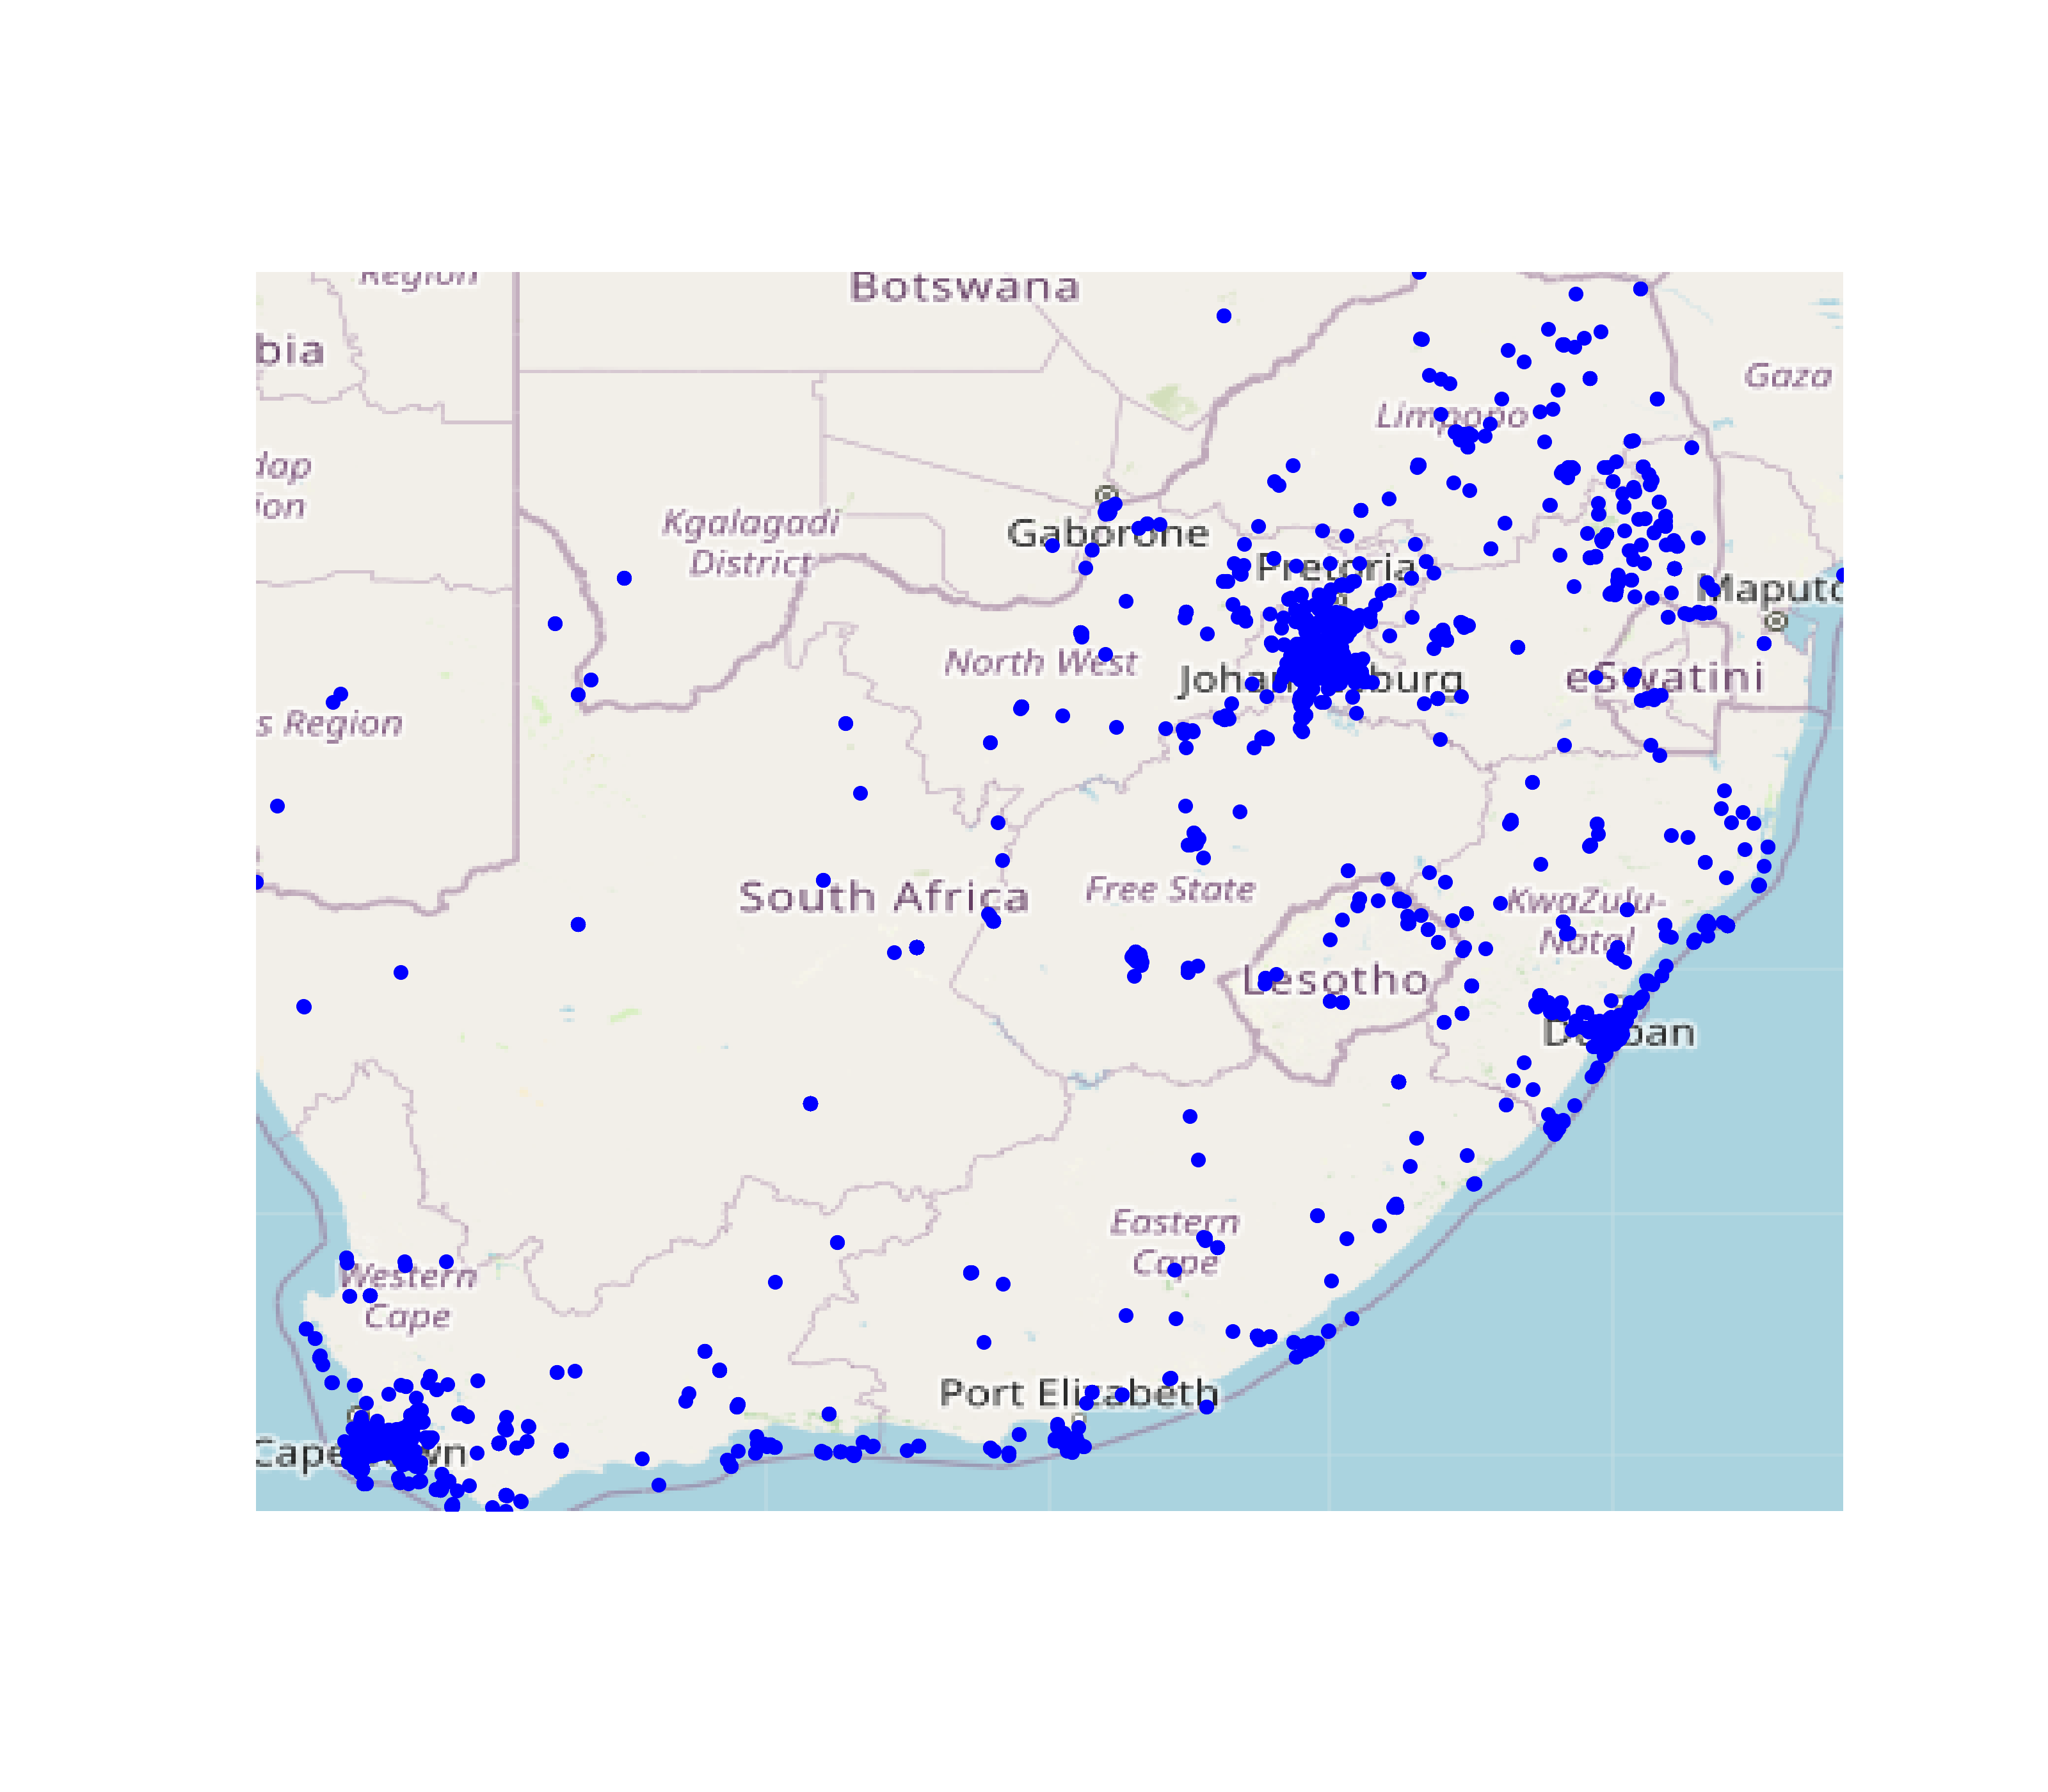 Region
Botswana
bia
Gaza
Limpopo
dap
ion
Kgalagadi
District
Gaborone
Pretoria
Maputo
North West
Johannesburg
eSwatini
s Region
South Africa
Free State
KwaZulu-
Natal
Lesotho
Durban
Eastern
Cape
Western
Cape
Port Elizabeth
Cape Town